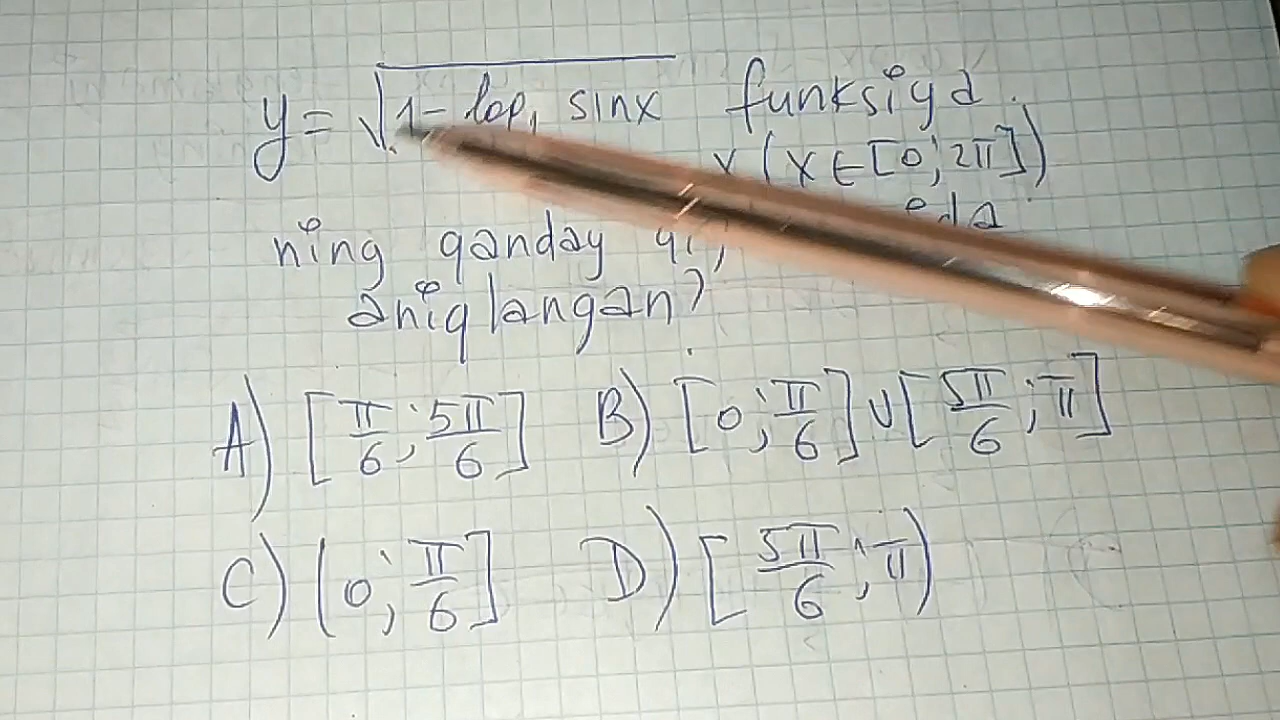 y = √1 - log₁ sinx funksiya
x (x ∈ [0; 2π])
ning qanday
aniqlangan?
A) [π/6; 5π/6] B) [0; π/6] ∪ [5π/6; π]
C) (0; π/6] D) [5π/6; π)